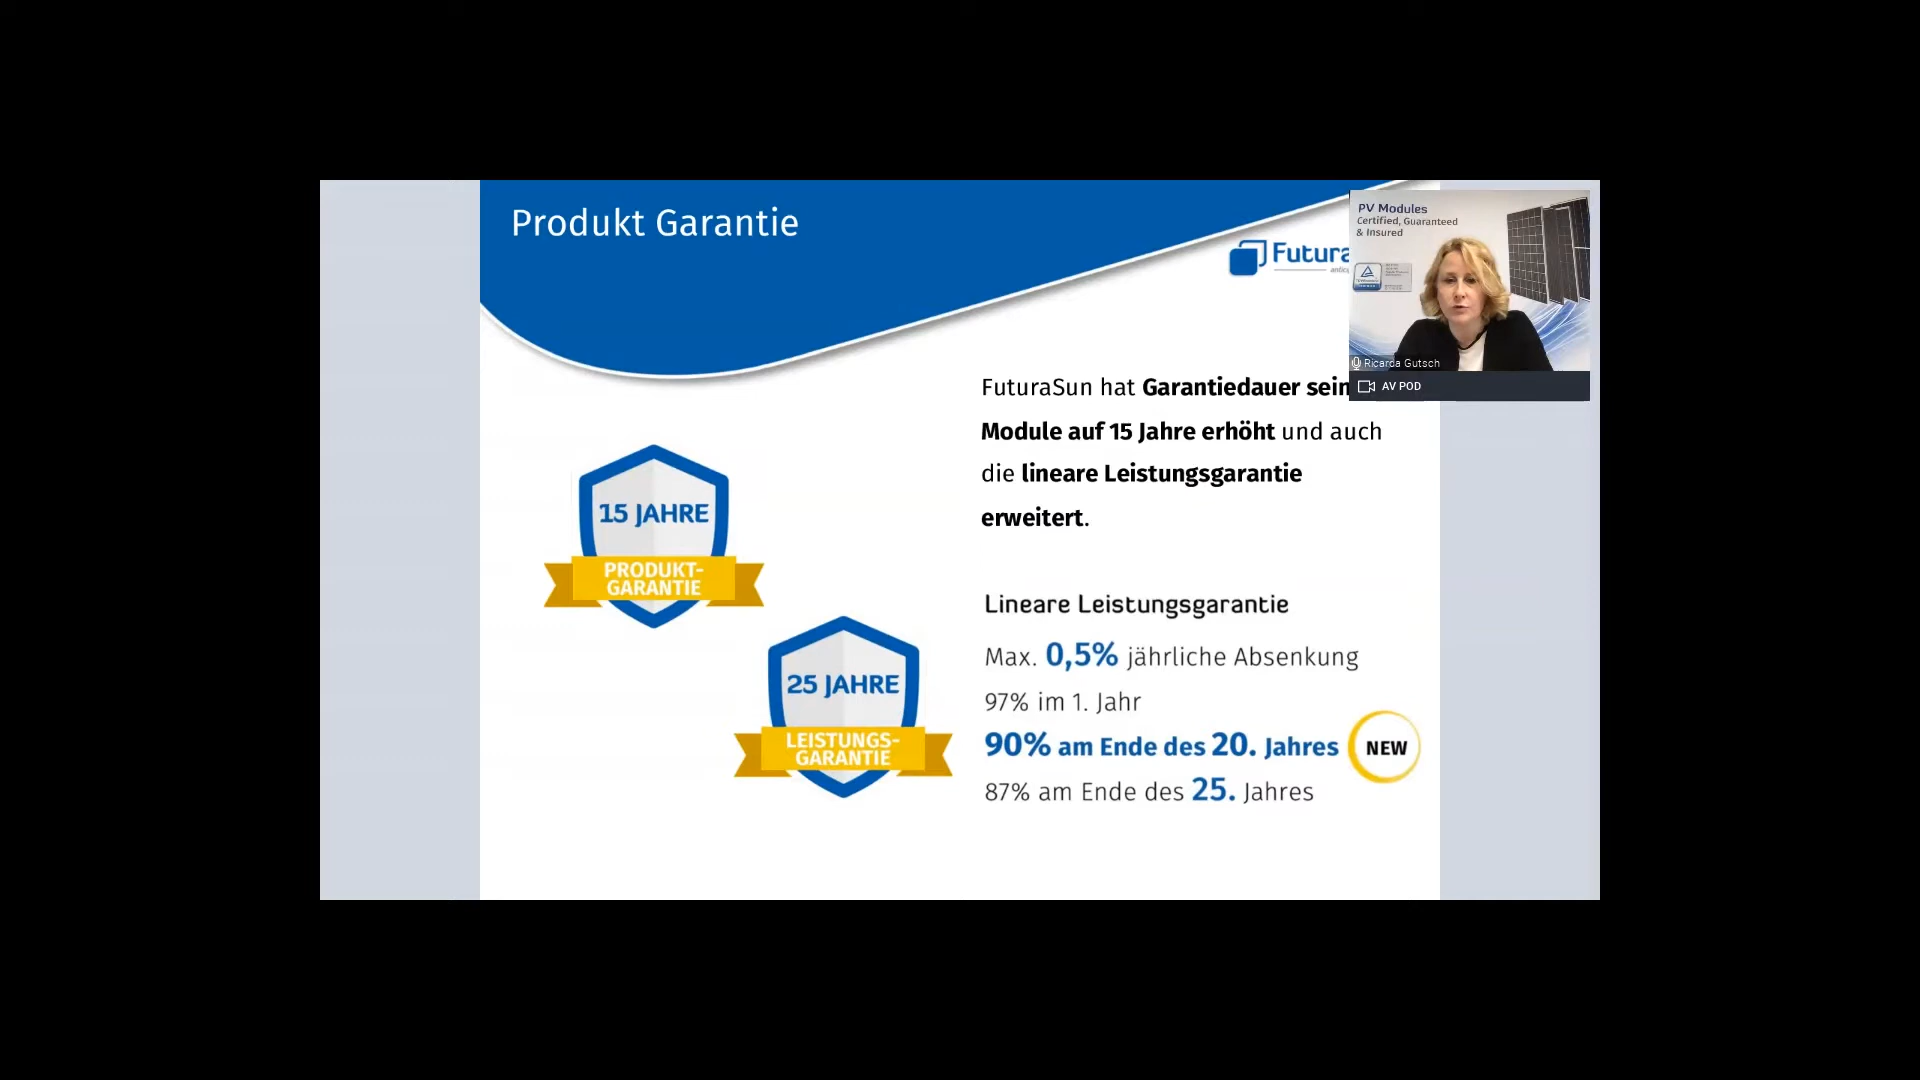 Produkt Garantie
Futura
PV Modules
Certified, Guaranteed
& Insured
Ricarda Gutsch
AV POD
FuturaSun hat Garantiedauer sein
Module auf 15 Jahre erhöht und auch
die lineare Leistungsgarantie
erweitert.
15 JAHRE
PRODUKT-
GARANTIE
25 JAHRE
LEISTUNGS-
GARANTIE
Lineare Leistungsgarantie
Max. 0,5% jährliche Absenkung
97% im 1. Jahr
90% am Ende des 20. Jahres
NEW
87% am Ende des 25. Jahres